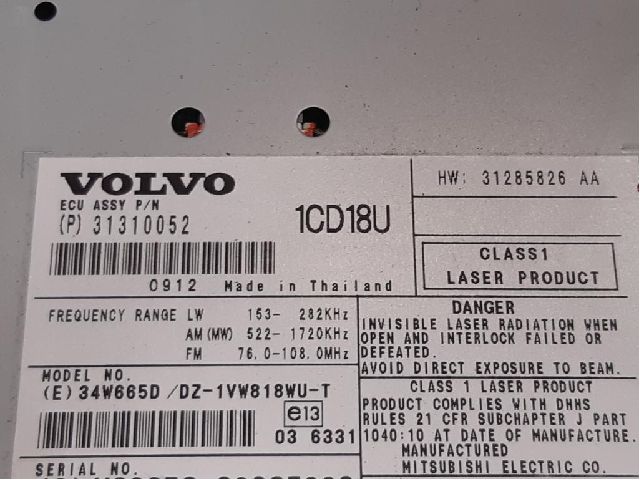 VOLVO
ECU ASSY P/N
(P) 31310052
1CD18U
HW: 31285826 AA
0912 Made in Thailand
CLASS1
LASER PRODUCT
FREQUENCY RANGE LW 153- 282KHz
AM(MW) 522- 1720KHz
FM 76.0-108.0MHz
DANGER
INVISIBLE LASER RADIATION WHEN
OPEN AND INTERLOCK FAILED OR
DEFEATED.
AVOID DIRECT EXPOSURE TO BEAM.
MODEL NO.
(E)34W665D/DZ-1VW818WU-T
e13
03 6331
CLASS 1 LASER PRODUCT
PRODUCT COMPLIES WITH DHHS
RULES 21 CFR SUBCHAPTER J PART
1040:10 AT DATE OF MANUFACTURE.
MANUFACTURED
MITSUBISHI ELECTRIC CO.
SERIAL NO.